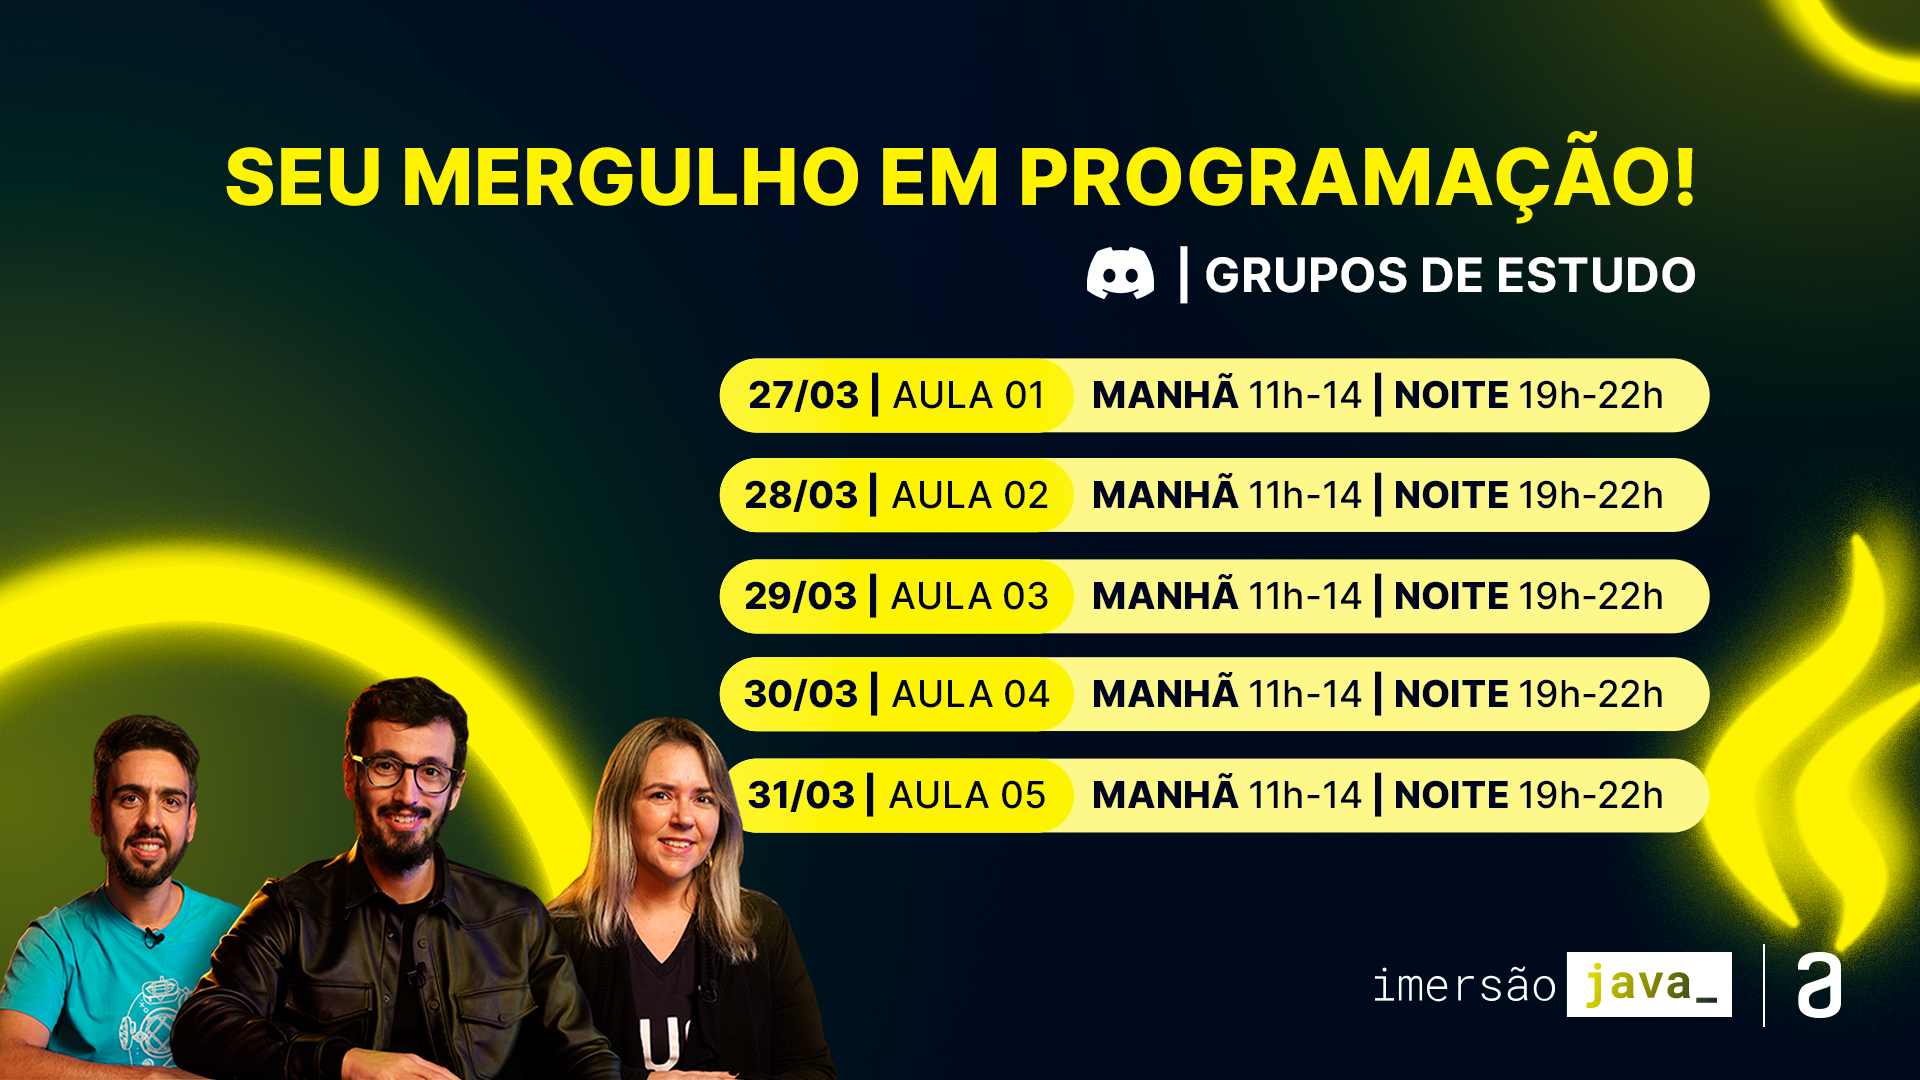 SEU MERGULHO EM PROGRAMAÇÃO!
| GRUPOS DE ESTUDO
27/03 | AULA 01 MANHÃ 11h-14 | NOITE 19h-22h
28/03 | AULA 02 MANHÃ 11h-14 | NOITE 19h-22h
29/03 | AULA 03 MANHÃ 11h-14 | NOITE 19h-22h
30/03 | AULA 04 MANHÃ 11h-14 | NOITE 19h-22h
31/03 | AULA 05 MANHÃ 11h-14 | NOITE 19h-22h
imersão java_ | a